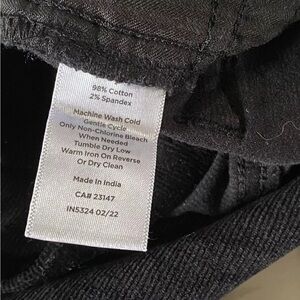 98% Cotton
2% Spandex
Machine Wash Cold
Gentle Cycle
Only Non-Chlorine Bleach
When Needed
Tumble Dry Low
Warm Iron On Reverse
Or Dry Clean
Made In India
CA# 23147
IN5324 02/22